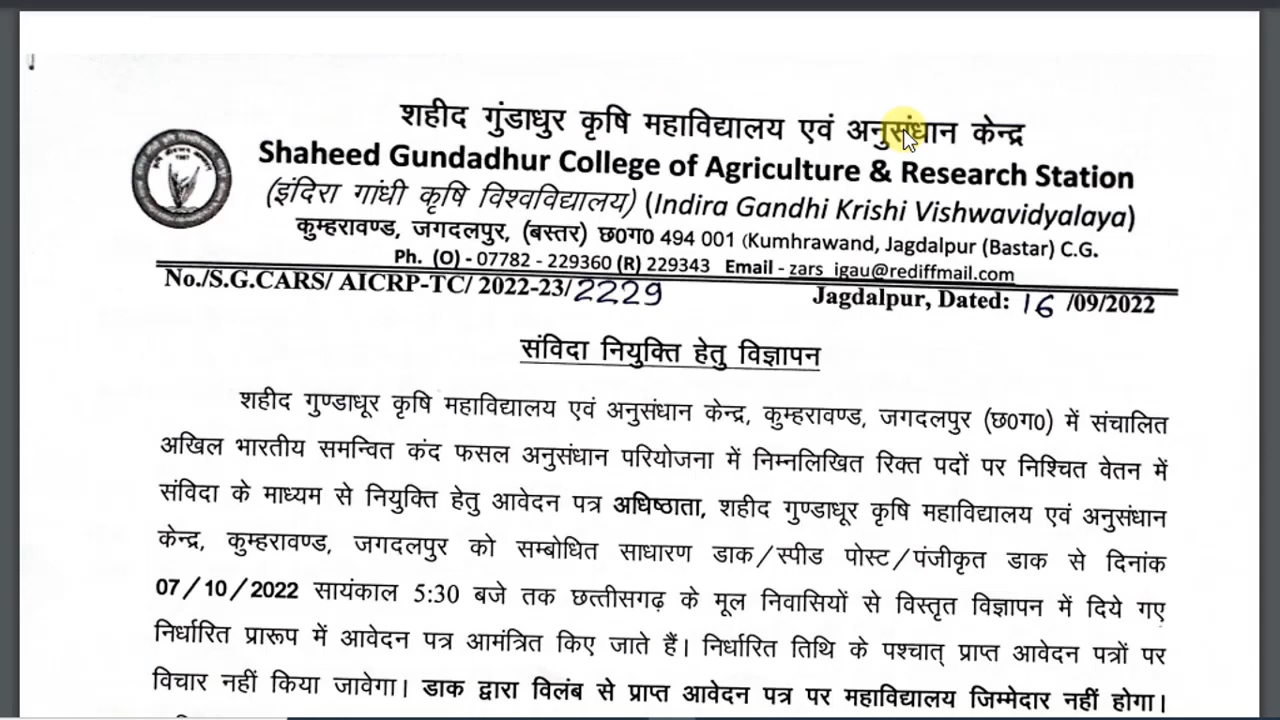 शहीद गुंडाधुर कृषि महाविद्यालय एवं अनुसंधान केन्द्र
Shaheed Gundadhur College of Agriculture & Research Station
(इंदिरा गांधी कृषि विश्वविद्यालय) (Indira Gandhi Krishi Vishwavidyalaya)
कुम्हरावण्ड, जगदलपुर, (बस्तर) छ0ग0 494 001 (Kumhrawand, Jagdalpur (Bastar) C.G.
Ph. (O) - 07782 - 229360 (R) 229343 Email - zars_igau@rediffmail.com
No./S.G.CARS/ AICRP-TC/ 2022-23/2229 Jagdalpur, Dated: 16 /09/2022
संविदा नियुक्ति हेतु विज्ञापन
शहीद गुण्डाधूर कृषि महाविद्यालय एवं अनुसंधान केन्द्र, कुम्हरावण्ड, जगदलपुर (छ0ग0) में संचालित
अखिल भारतीय समन्वित कंद फसल अनुसंधान परियोजना में निम्नलिखित रिक्त पदों पर निश्चित वेतन में
संविदा के माध्यम से नियुक्ति हेतु आवेदन पत्र अधिष्ठाता, शहीद गुण्डाधूर कृषि महाविद्यालय एवं अनुसंधान
केन्द्र, कुम्हरावण्ड, जगदलपुर को सम्बोधित साधारण डाक/स्पीड पोस्ट/पंजीकृत डाक से दिनांक
07/10/2022 सायंकाल 5:30 बजे तक छत्तीसगढ़ के मूल निवासियों से विस्तृत विज्ञापन में दिये गए
निर्धारित प्रारूप में आवेदन पत्र आमंत्रित किए जाते हैं। निर्धारित तिथि के पश्चात् प्राप्त आवेदन पत्रों पर
विचार नहीं किया जावेगा। डाक द्वारा विलंब से प्राप्त आवेदन पत्र पर महाविद्यालय जिम्मेदार नहीं होगा।